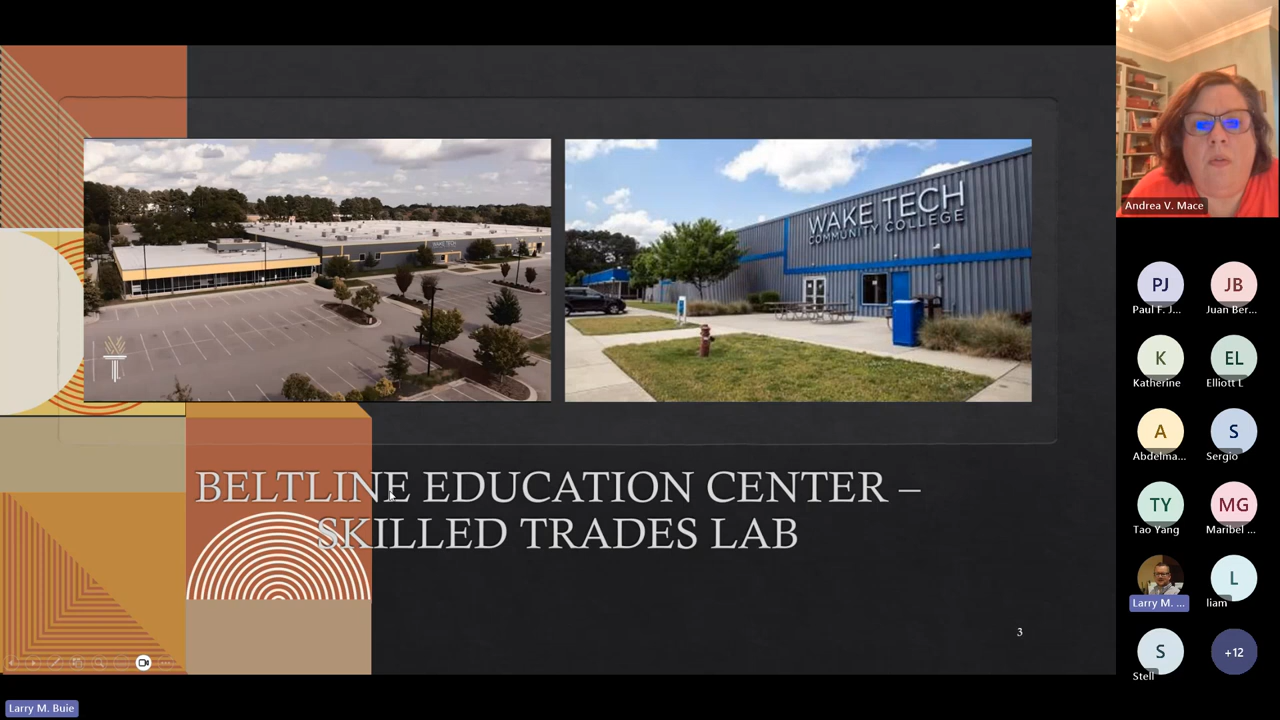 WAKE TECH
WAKE TECH
COMMUNITY COLLEGE
BELTLINE EDUCATION CENTER –
SKILLED TRADES LAB
3
Andrea V. Mace
PJ
Paul F. J...
JB
Juan Ber...
K
Katherine
EL
Elliott L
A
Abdelma...
S
Sergio
TY
Tao Yang
MG
Maribel ...
Larry M. ...
L
liam
S
Stell
+12
Larry M. Buie